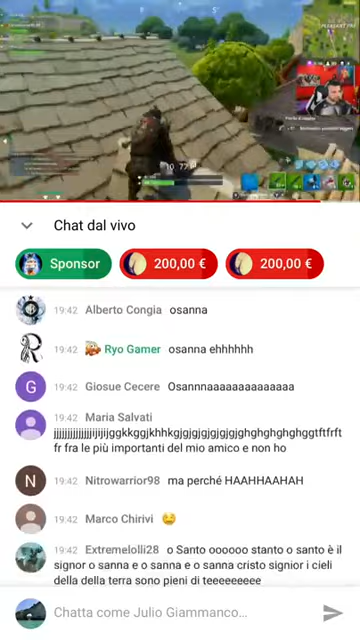 Chat dal vivo
Sponsor
200,00 €
200,00 €
19:42 Alberto Congia osanna
19:42 Ryo Gamer osanna ehhhhhh
19:42 Giosue Cecere Osannnaaaaaaaaaaaaaa
19:42 Maria Salvati
jjjjjjjjjjjjjjijijijggkkggjkhhkgjgjgjgjgjgjgjghghghghghggtftfrft
fr fra le più importanti del mio amico e non ho
19:42 Nitrowarrior98 ma perché HAAHHAAHAH
19:42 Marco Chirivi
19:42 Extremelolli28 o Santo ooooo stanto o santo è il
signor o sanna e o sanna e o sanna cristo signior i cieli
della della terra sono pieni di teeeeeeeee
Chatta come Julio Giammanco...